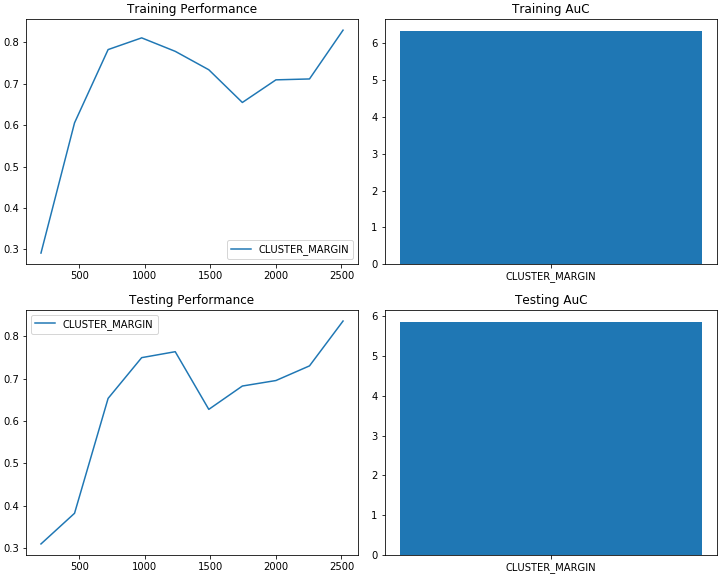 Training Performance
0.8
0.7
0.6
0.5
0.4
0.3
CLUSTER_MARGIN
500 1000 1500 2000 2500
Training AuC
6
5
4
3
2
1
0
CLUSTER_MARGIN
Testing Performance
CLUSTER_MARGIN
0.8
0.7
0.6
0.5
0.4
0.3
500 1000 1500 2000 2500
Testing AuC
6
5
4
3
2
1
0
CLUSTER_MARGIN